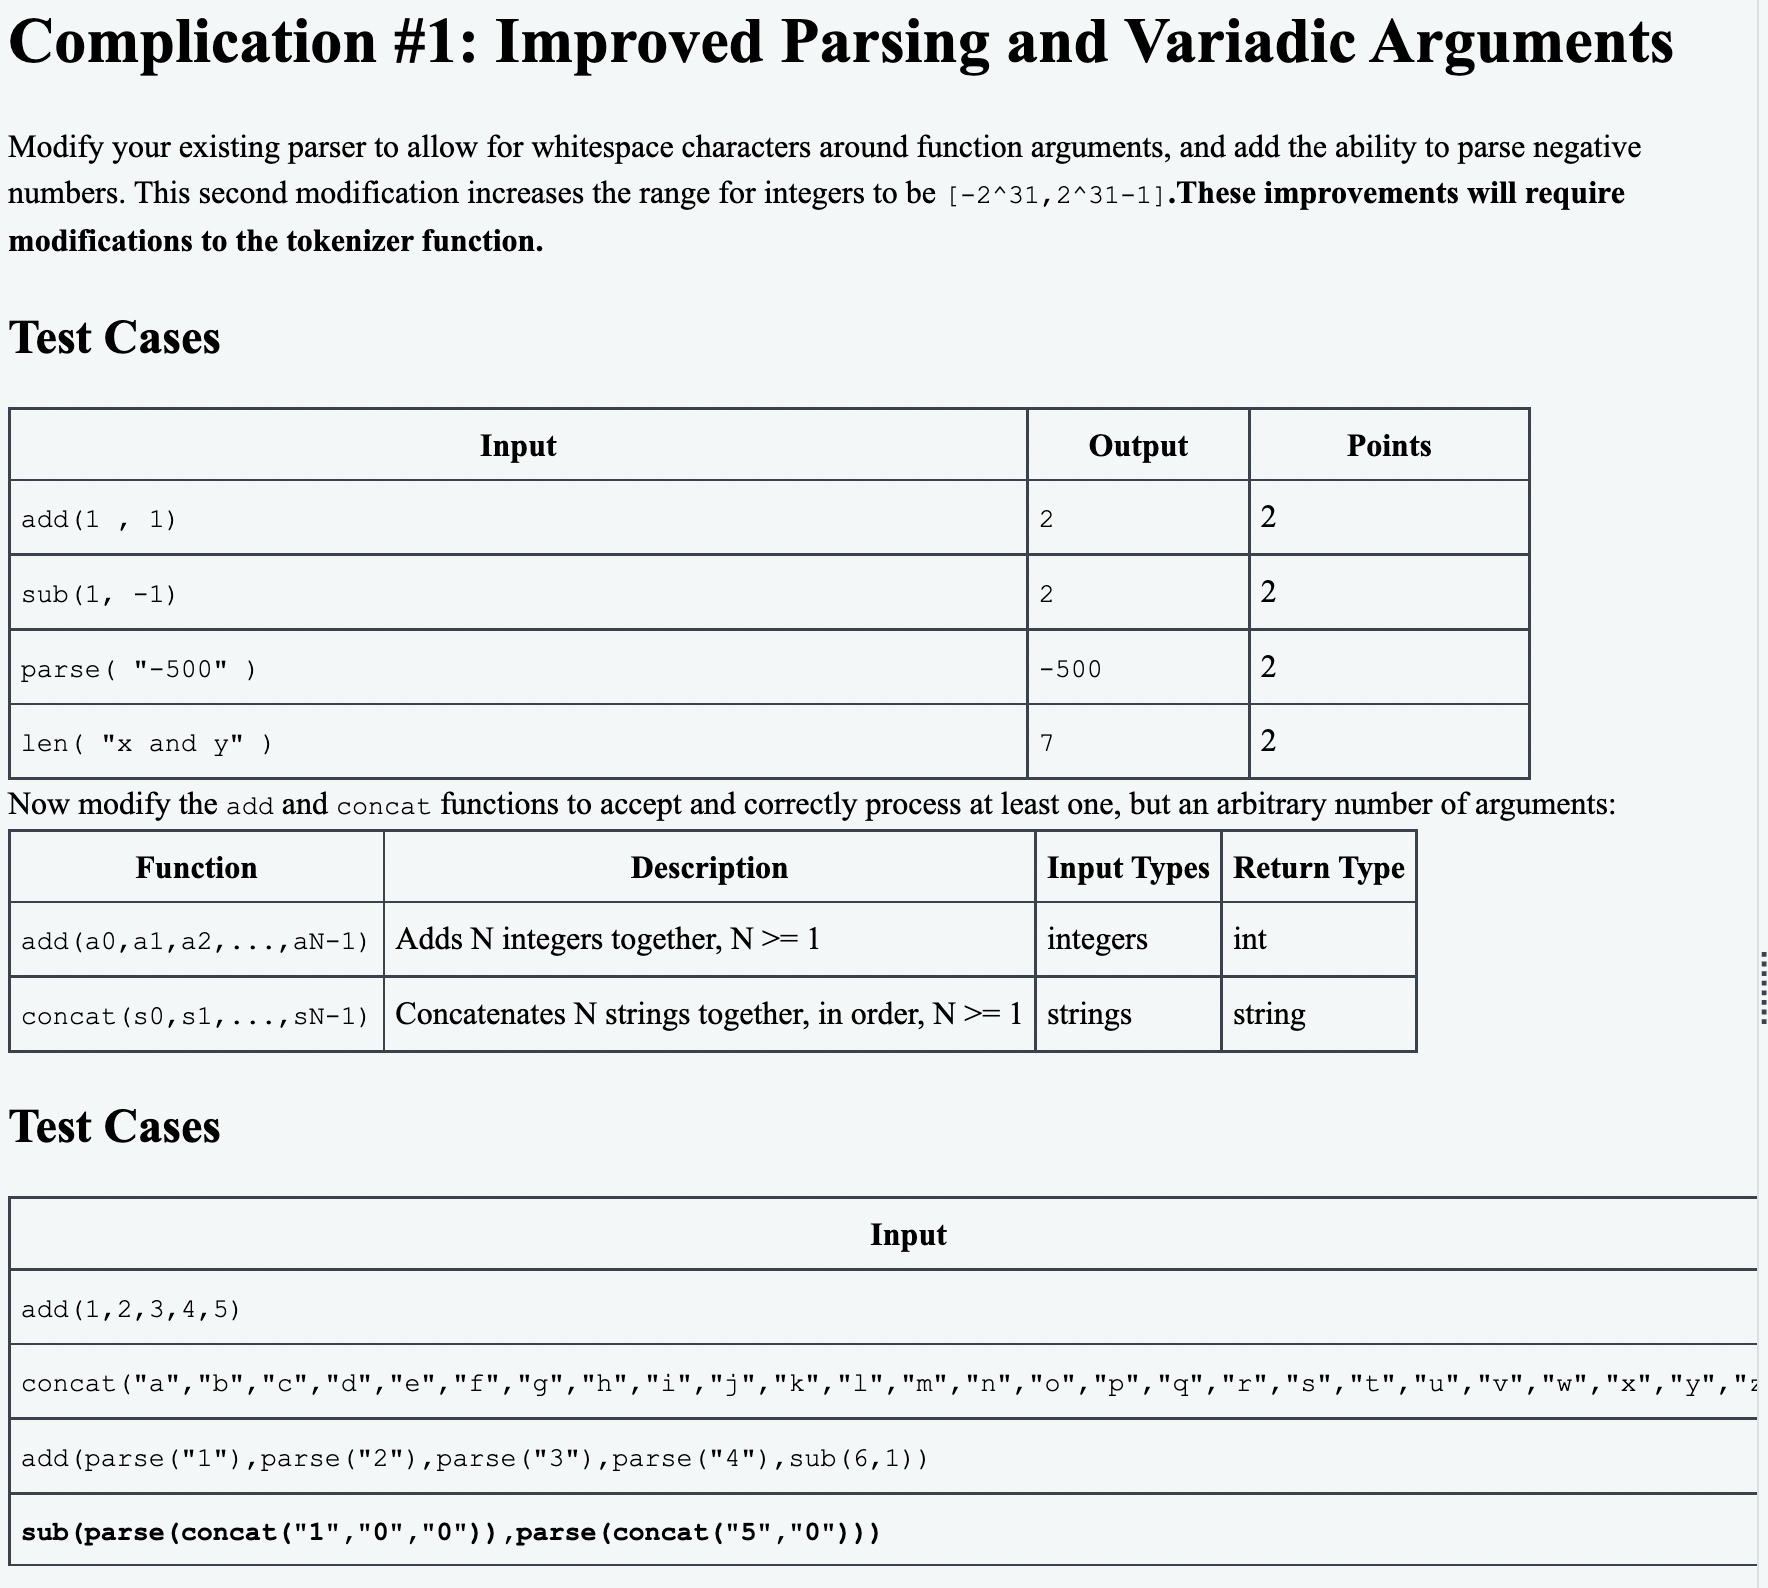 Complication #1: Improved Parsing and Variadic Arguments
Modify your existing parser to allow for whitespace characters around function arguments, and add the ability to parse negative
numbers. This second modification increases the range for integers to be [-2^31,2^31-1].These improvements will require
modifications to the tokenizer function.
Test Cases
Input Output Points
add(1 , 1) 2 2
sub(1, -1) 2 2
parse( "-500" ) -500 2
len( "x and y" ) 7 2
Now modify the add and concat functions to accept and correctly process at least one, but an arbitrary number of arguments:
Function Description Input Types Return Type
add(a0,a1,a2,...,aN-1) Adds N integers together, N >= 1 integers int
concat(s0,s1,...,sN-1) Concatenates N strings together, in order, N >= 1 strings string
Test Cases
Input
add(1,2,3,4,5)
concat("a","b","c","d","e","f","g","h","i","j","k","l","m","n","o","p","q","r","s","t","u","v","w","x","y","z
add(parse("1"),parse("2"),parse("3"),parse("4"),sub(6,1))
sub(parse(concat("1","0","0")),parse(concat("5","0")))